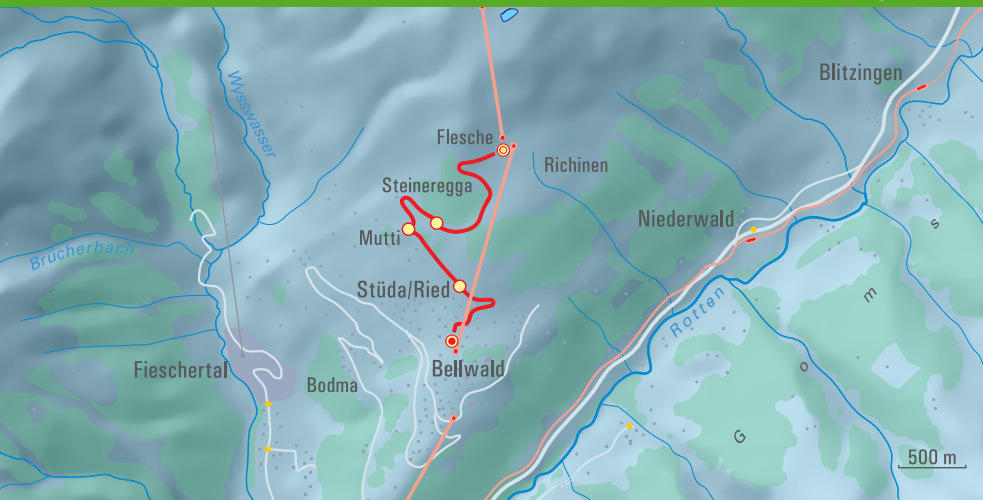 Blitzingen
Wysswasser
Flesche
Richinen
Steineregga
Niederwald
Mutti
Brucherbach
Stüda/Ried
Rotten
Fieschertal
Bellwald
Bodma
G o m s
500 m